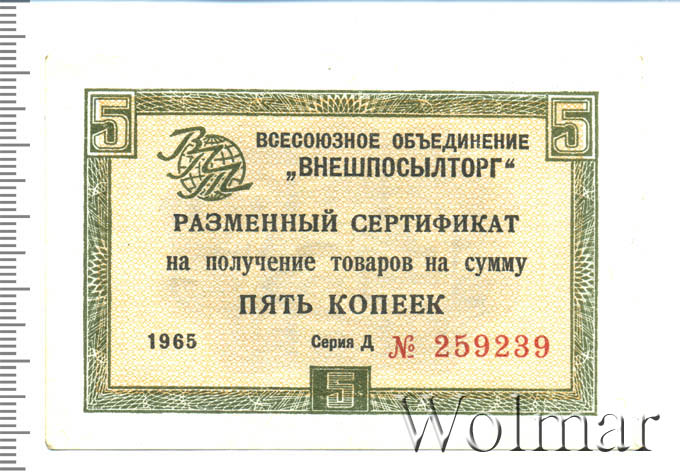 5 5
ВСЕСОЮЗНОЕ ОБЪЕДИНЕНИЕ
„ВНЕШПОСЫЛТОРГ“
ВПТ
РАЗМЕННЫЙ СЕРТИФИКАТ
на получение товаров на сумму
ПЯТЬ КОПЕЕК
1965 Серия Д № 259239
5
Wolmar